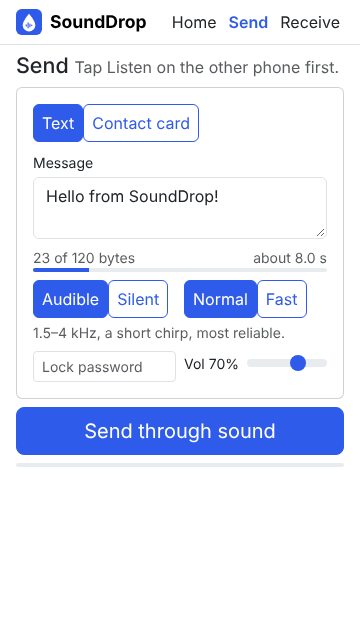 SoundDrop Home Send Receive
Send Tap Listen on the other phone first.
Text Contact card
Message
Hello from SoundDrop!
23 of 120 bytes about 8.0 s
Audible Silent Normal Fast
1.5–4 kHz, a short chirp, most reliable.
Lock password Vol 70%
Send through sound